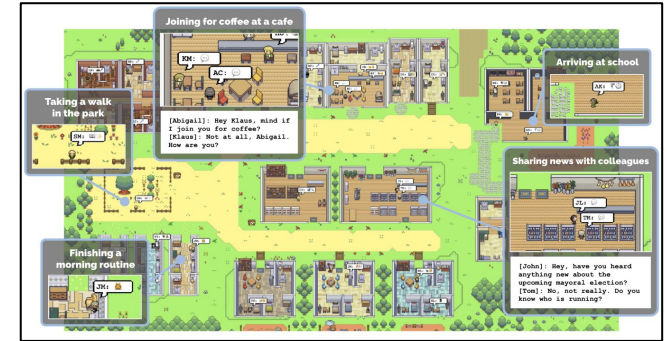 Joining for coffee at a cafe
KM:
AC:
[Abigail]: Hey Klaus, mind if
I join you for coffee?
[Klaus]: Not at all, Abigail.
How are you?
Taking a walk
in the park
SM:
Arriving at school
AK:
Sharing news with colleagues
JL:
TM:
[John]: Hey, have you heard
anything new about the
upcoming mayoral election?
[Tom]: No, not really. Do you
know who is running?
Finishing a
morning routine
JM: